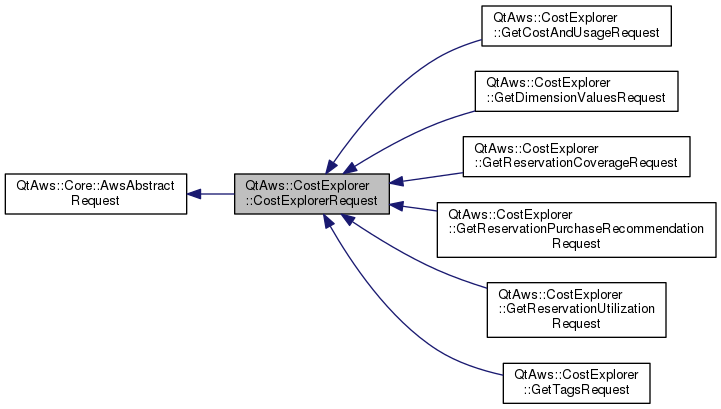 QtAws::Core::AwsAbstract
Request
QtAws::CostExplorer
::CostExplorerRequest
QtAws::CostExplorer
::GetCostAndUsageRequest
QtAws::CostExplorer
::GetDimensionValuesRequest
QtAws::CostExplorer
::GetReservationCoverageRequest
QtAws::CostExplorer
::GetReservationPurchaseRecommendation
Request
QtAws::CostExplorer
::GetReservationUtilization
Request
QtAws::CostExplorer
::GetTagsRequest